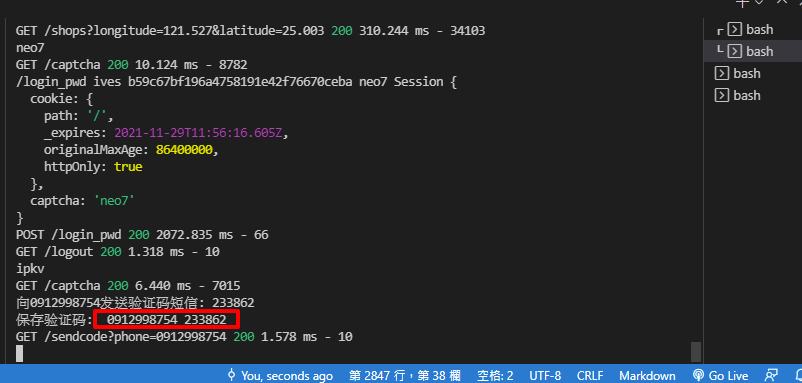 GET /shops?longitude=121.527&latitude=25.003 200 310.244 ms - 34103
neo7
GET /captcha 200 10.124 ms - 8782
/login_pwd ives b59c67bf196a4758191e42f76670ceba neo7 Session {
  cookie: {
    path: '/',
    _expires: 2021-11-29T11:56:16.605Z,
    originalMaxAge: 86400000,
    httpOnly: true
  },
  captcha: 'neo7'
}
POST /login_pwd 200 2072.835 ms - 66
GET /logout 200 1.318 ms - 10
ipkv
GET /captcha 200 6.440 ms - 7015
向0912998754发送验证码短信: 233862
保存验证码: 0912998754 233862
GET /sendcode?phone=0912998754 200 1.578 ms - 10
bash
bash
bash
bash
You, seconds ago 第 2847 行，第 38 欄 空格: 2 UTF-8 CRLF Markdown Go Live